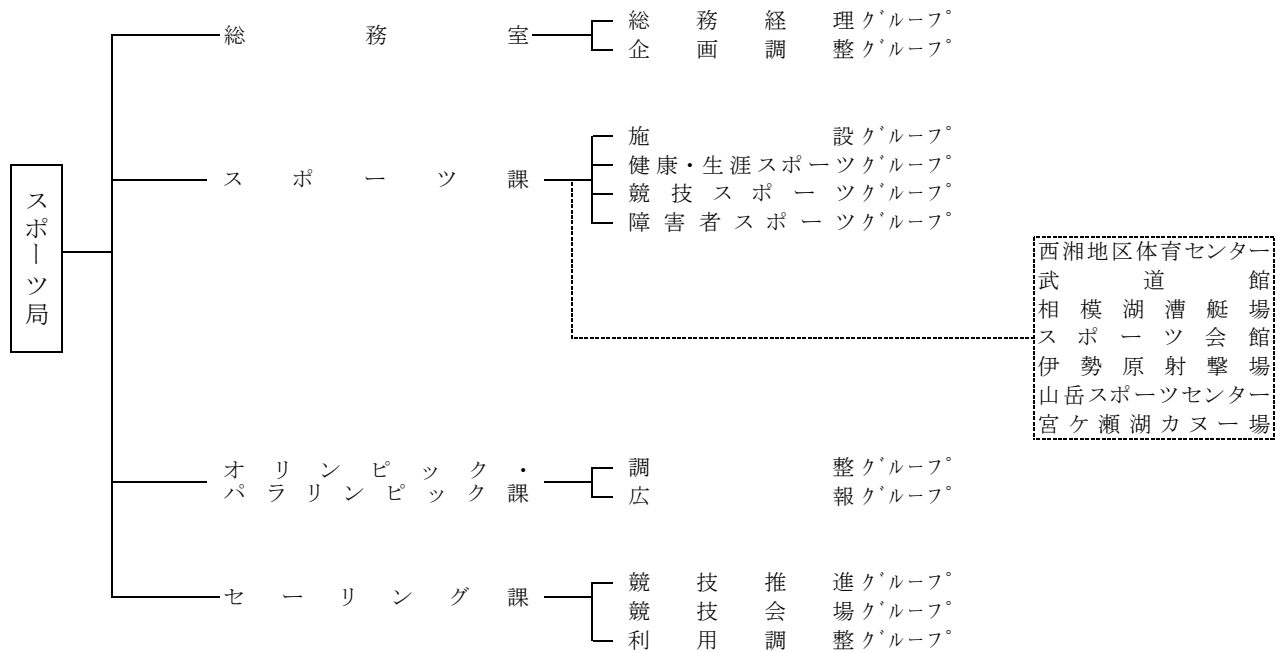 スポーツ局
総務室
総務経理グループ
企画調整グループ
スポーツ課
施設グループ
健康・生涯スポーツグループ
競技スポーツグループ
障害者スポーツグループ
西湘地区体育センター
武道館
相模湖漕艇場
スポーツ会館
伊勢原射撃場
山岳スポーツセンター
宮ケ瀬湖カヌー場
オリンピック・
パラリンピック課
調整グループ
広報グループ
セーリング課
競技推進グループ
競技会場グループ
利用調整グループ